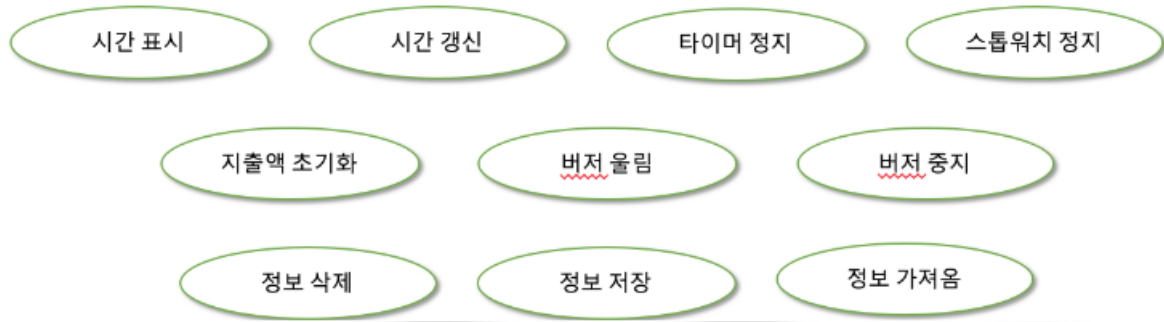 시간 표시
시간 갱신
타이머 정지
스톱워치 정지
지출액 초기화
버저 울림
버저 중지
정보 삭제
정보 저장
정보 가져옴